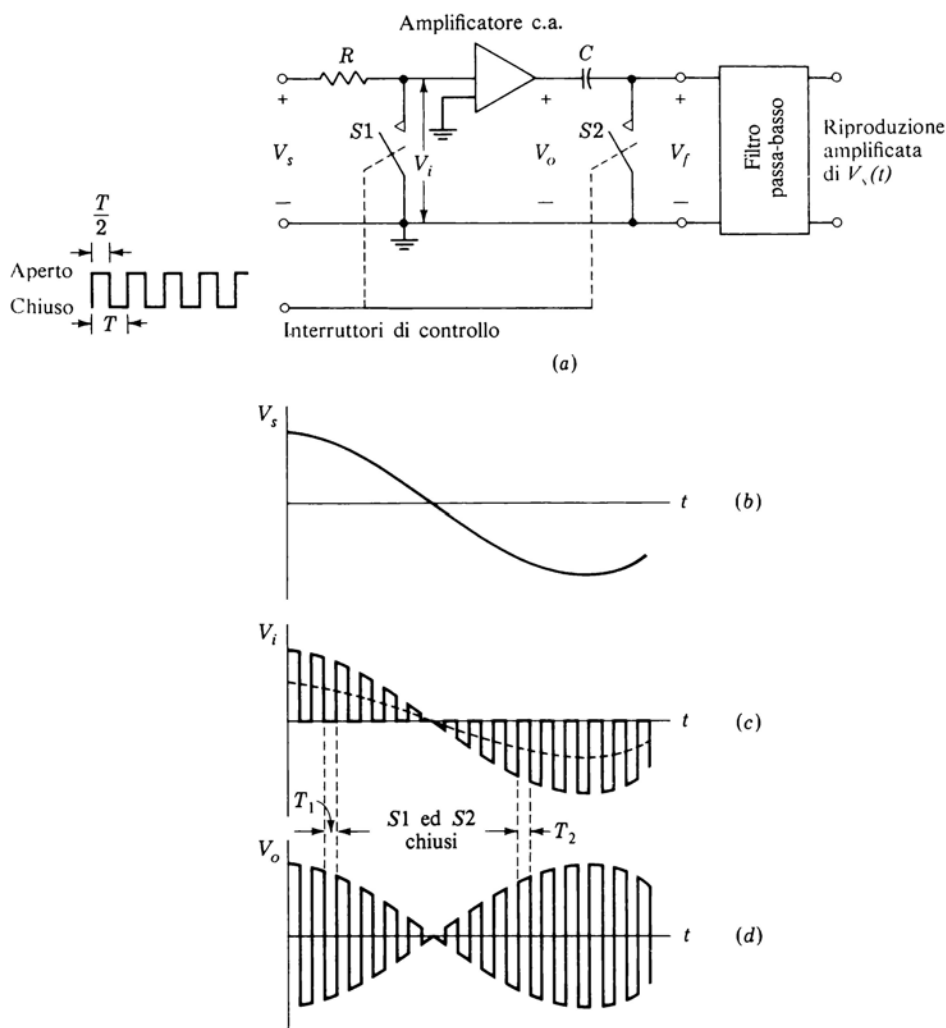 Amplificatore c.a.
R
C
+
+
+
S1
S2
V_s
V_i
V_o
V_f
Filtro
passa-basso
Riproduzione
amplificata
di V_s(t)
−
−
−
T/2
Aperto
Chiuso
T
Interruttori di controllo
(a)
V_s
t
(b)
V_i
t
(c)
T_1
S1 ed S2
chiusi
T_2
V_o
t
(d)